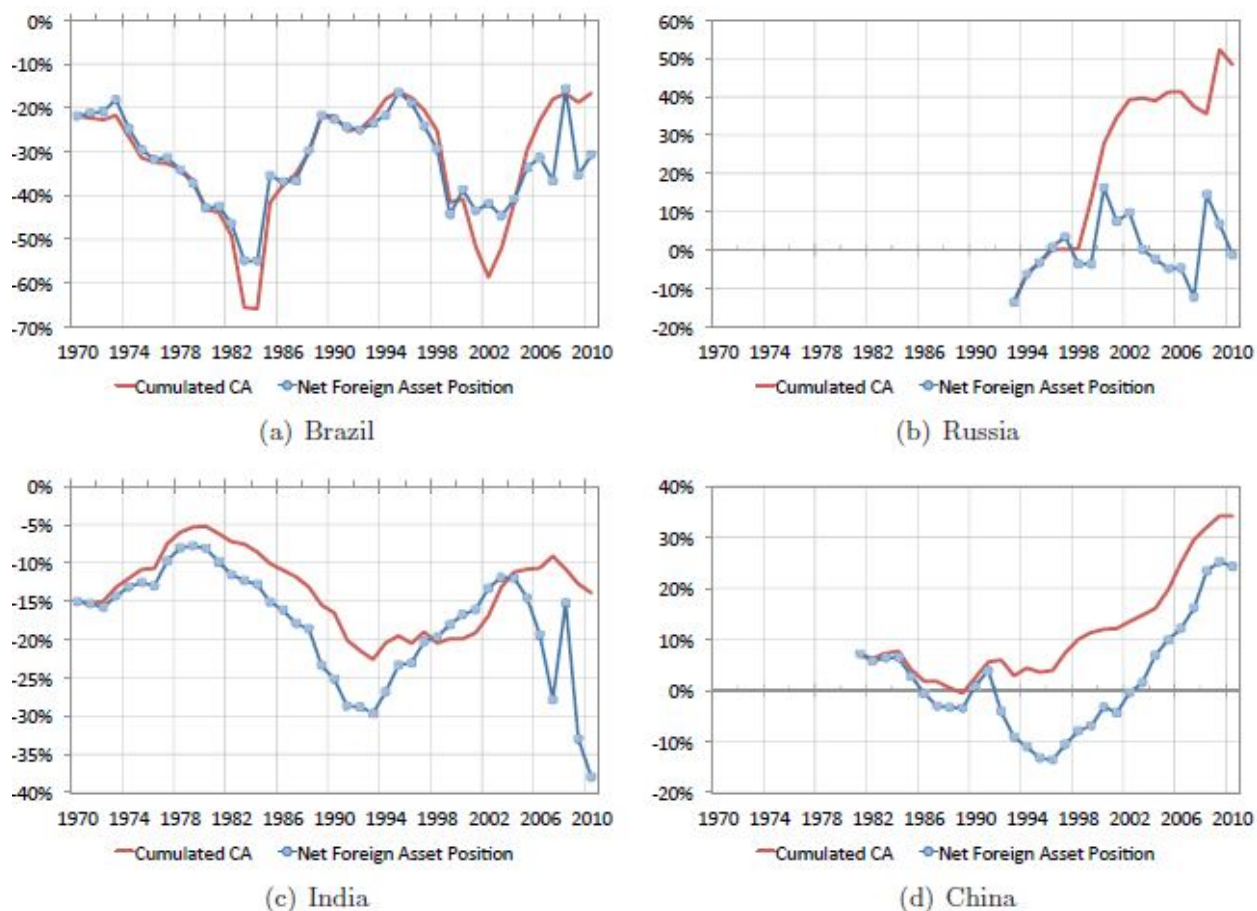 0%
-10%
-20%
-30%
-40%
-50%
-60%
-70%
1970 1974 1978 1982 1986 1990 1994 1998 2002 2006 2010
Cumulated CA Net Foreign Asset Position
(a) Brazil
60%
50%
40%
30%
20%
10%
0%
-10%
-20%
1970 1974 1978 1982 1986 1990 1994 1998 2002 2006 2010
Cumulated CA Net Foreign Asset Position
(b) Russia
0%
-5%
-10%
-15%
-20%
-25%
-30%
-35%
-40%
1970 1974 1978 1982 1986 1990 1994 1998 2002 2006 2010
Cumulated CA Net Foreign Asset Position
(c) India
40%
30%
20%
10%
0%
-10%
-20%
1970 1974 1978 1982 1986 1990 1994 1998 2002 2006 2010
Cumulated CA Net Foreign Asset Position
(d) China